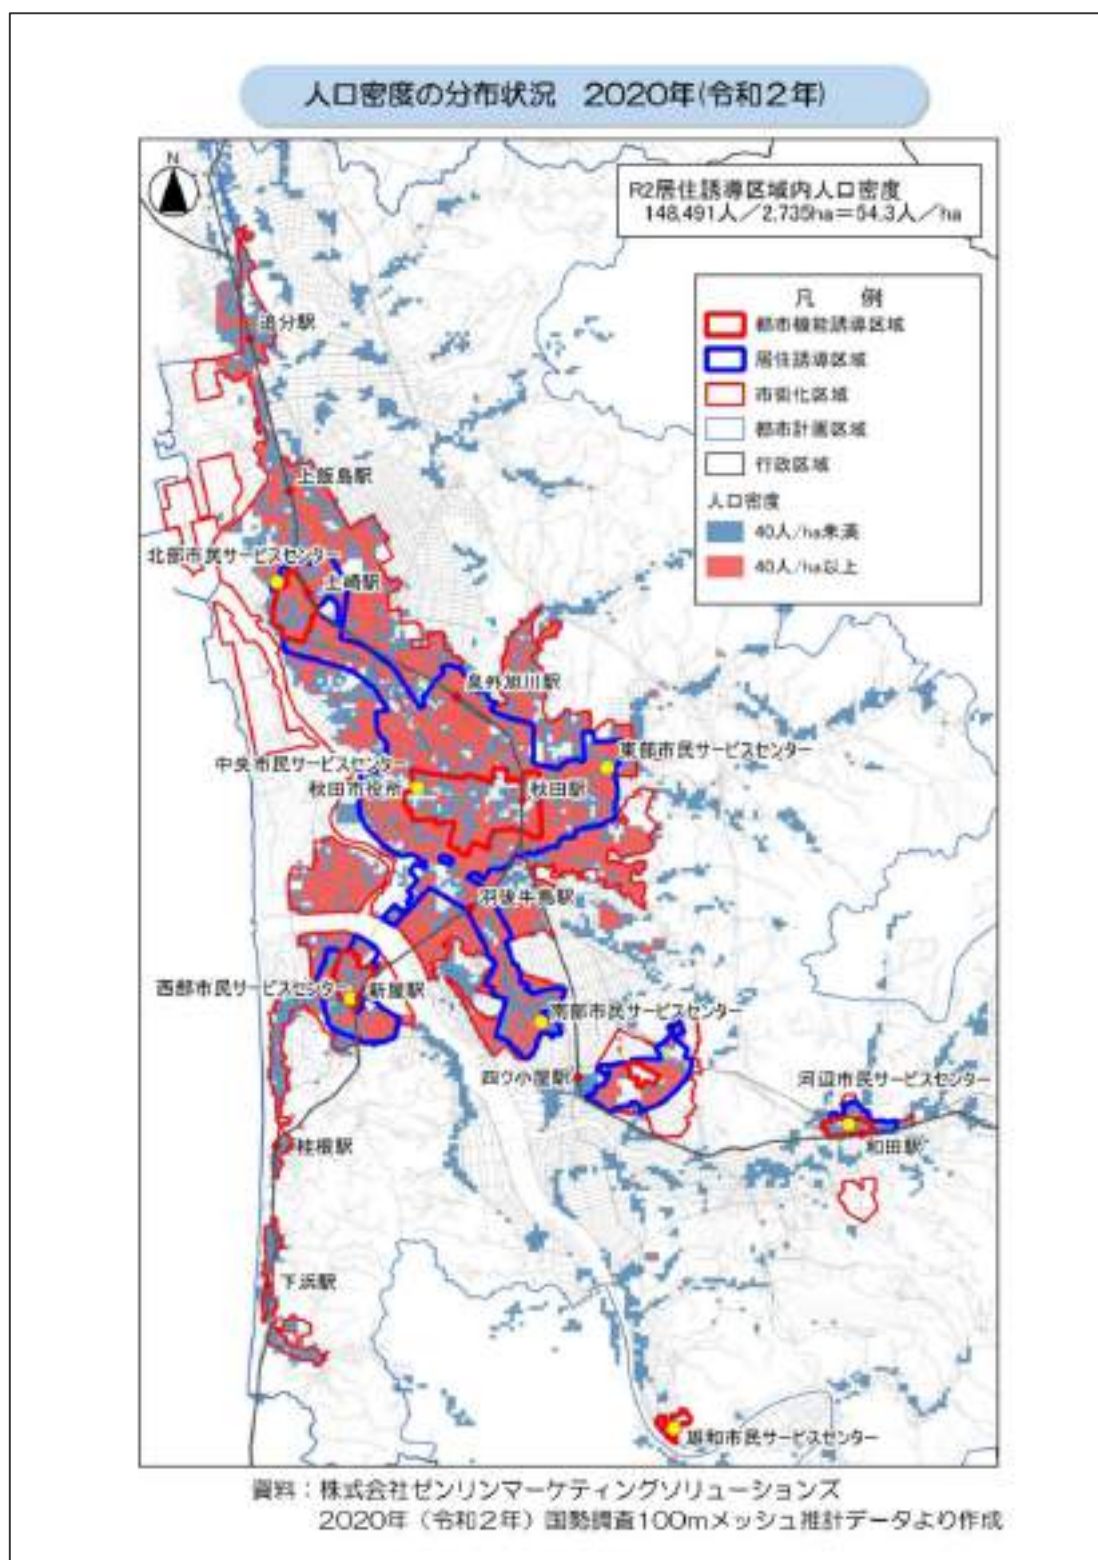 人口密度の分布状況　2020年(令和2年)
N
R2居住誘導区域内人口密度
148,491人／2,735ha＝54.3人／ha
凡　例
都市機能誘導区域
居住誘導区域
市街化区域
都市計画区域
行政区域
人口密度
40人/ha未満
40人/ha以上
追分駅
上飯島駅
北部市民サービスセンター
土崎駅
泉外旭川駅
東部市民サービスセンター
中央市民サービスセンター
秋田市役所
秋田駅
羽後牛島駅
西部市民サービスセンター
新屋駅
南部市民サービスセンター
四ツ小屋駅
河辺市民サービスセンター
和田駅
桂根駅
下浜駅
雄和市民サービスセンター
資料：株式会社ゼンリンマーケティングソリューションズ
2020年（令和2年）国勢調査100mメッシュ推計データより作成